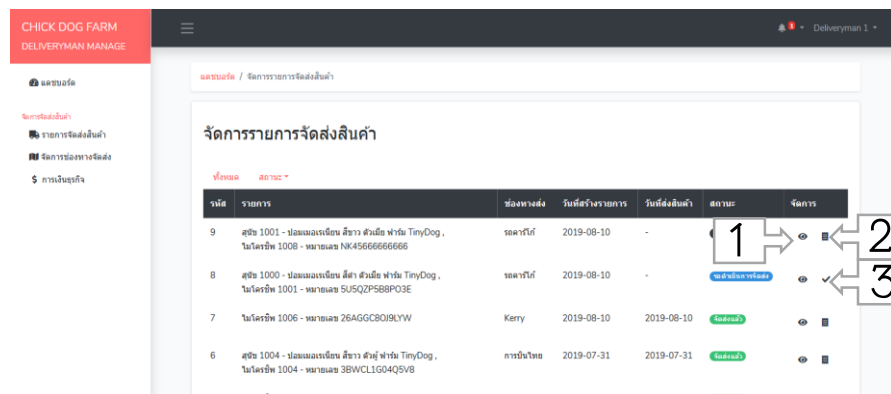 CHICK DOG FARM
DELIVERYMAN MANAGE
1
Deliveryman 1
แดชบอร์ด
จัดการจัดส่งสินค้า
รายการจัดส่งสินค้า
จัดการช่องทางจัดส่ง
$ การเงินธุรกิจ
แดชบอร์ด / จัดการรายการจัดส่งสินค้า
จัดการรายการจัดส่งสินค้า
ทั้งหมด สถานะ
รหัส รายการ ช่องทางส่ง วันที่สร้างรายการ วันที่ส่งสินค้า สถานะ จัดการ
9 สุนัข 1001 - ปอมเมอเรเนียน สีขาว ตัวเมีย ฟาร์ม TinyDog , รถคาร์โก้ 2019-08-10 - 1 2
ไมโครชิพ 1008 - หมายเลข NK45666666666
8 สุนัข 1000 - ปอมเมอเรเนียน สีดำ ตัวเมีย ฟาร์ม TinyDog , รถคาร์โก้ 2019-08-10 - รอดำเนินการจัดส่ง 3
ไมโครชิพ 1001 - หมายเลข 5U5QZP5B8PO3E
7 ไมโครชิพ 1006 - หมายเลข 26AGGC8OJ9LYW Kerry 2019-08-10 2019-08-10 จัดส่งแล้ว
6 สุนัข 1004 - ปอมเมอเรเนียน สีขาว ตัวผู้ ฟาร์ม TinyDog , การบินไทย 2019-07-31 2019-07-31 จัดส่งแล้ว
ไมโครชิพ 1004 - หมายเลข 3BWCL1G04Q5V8